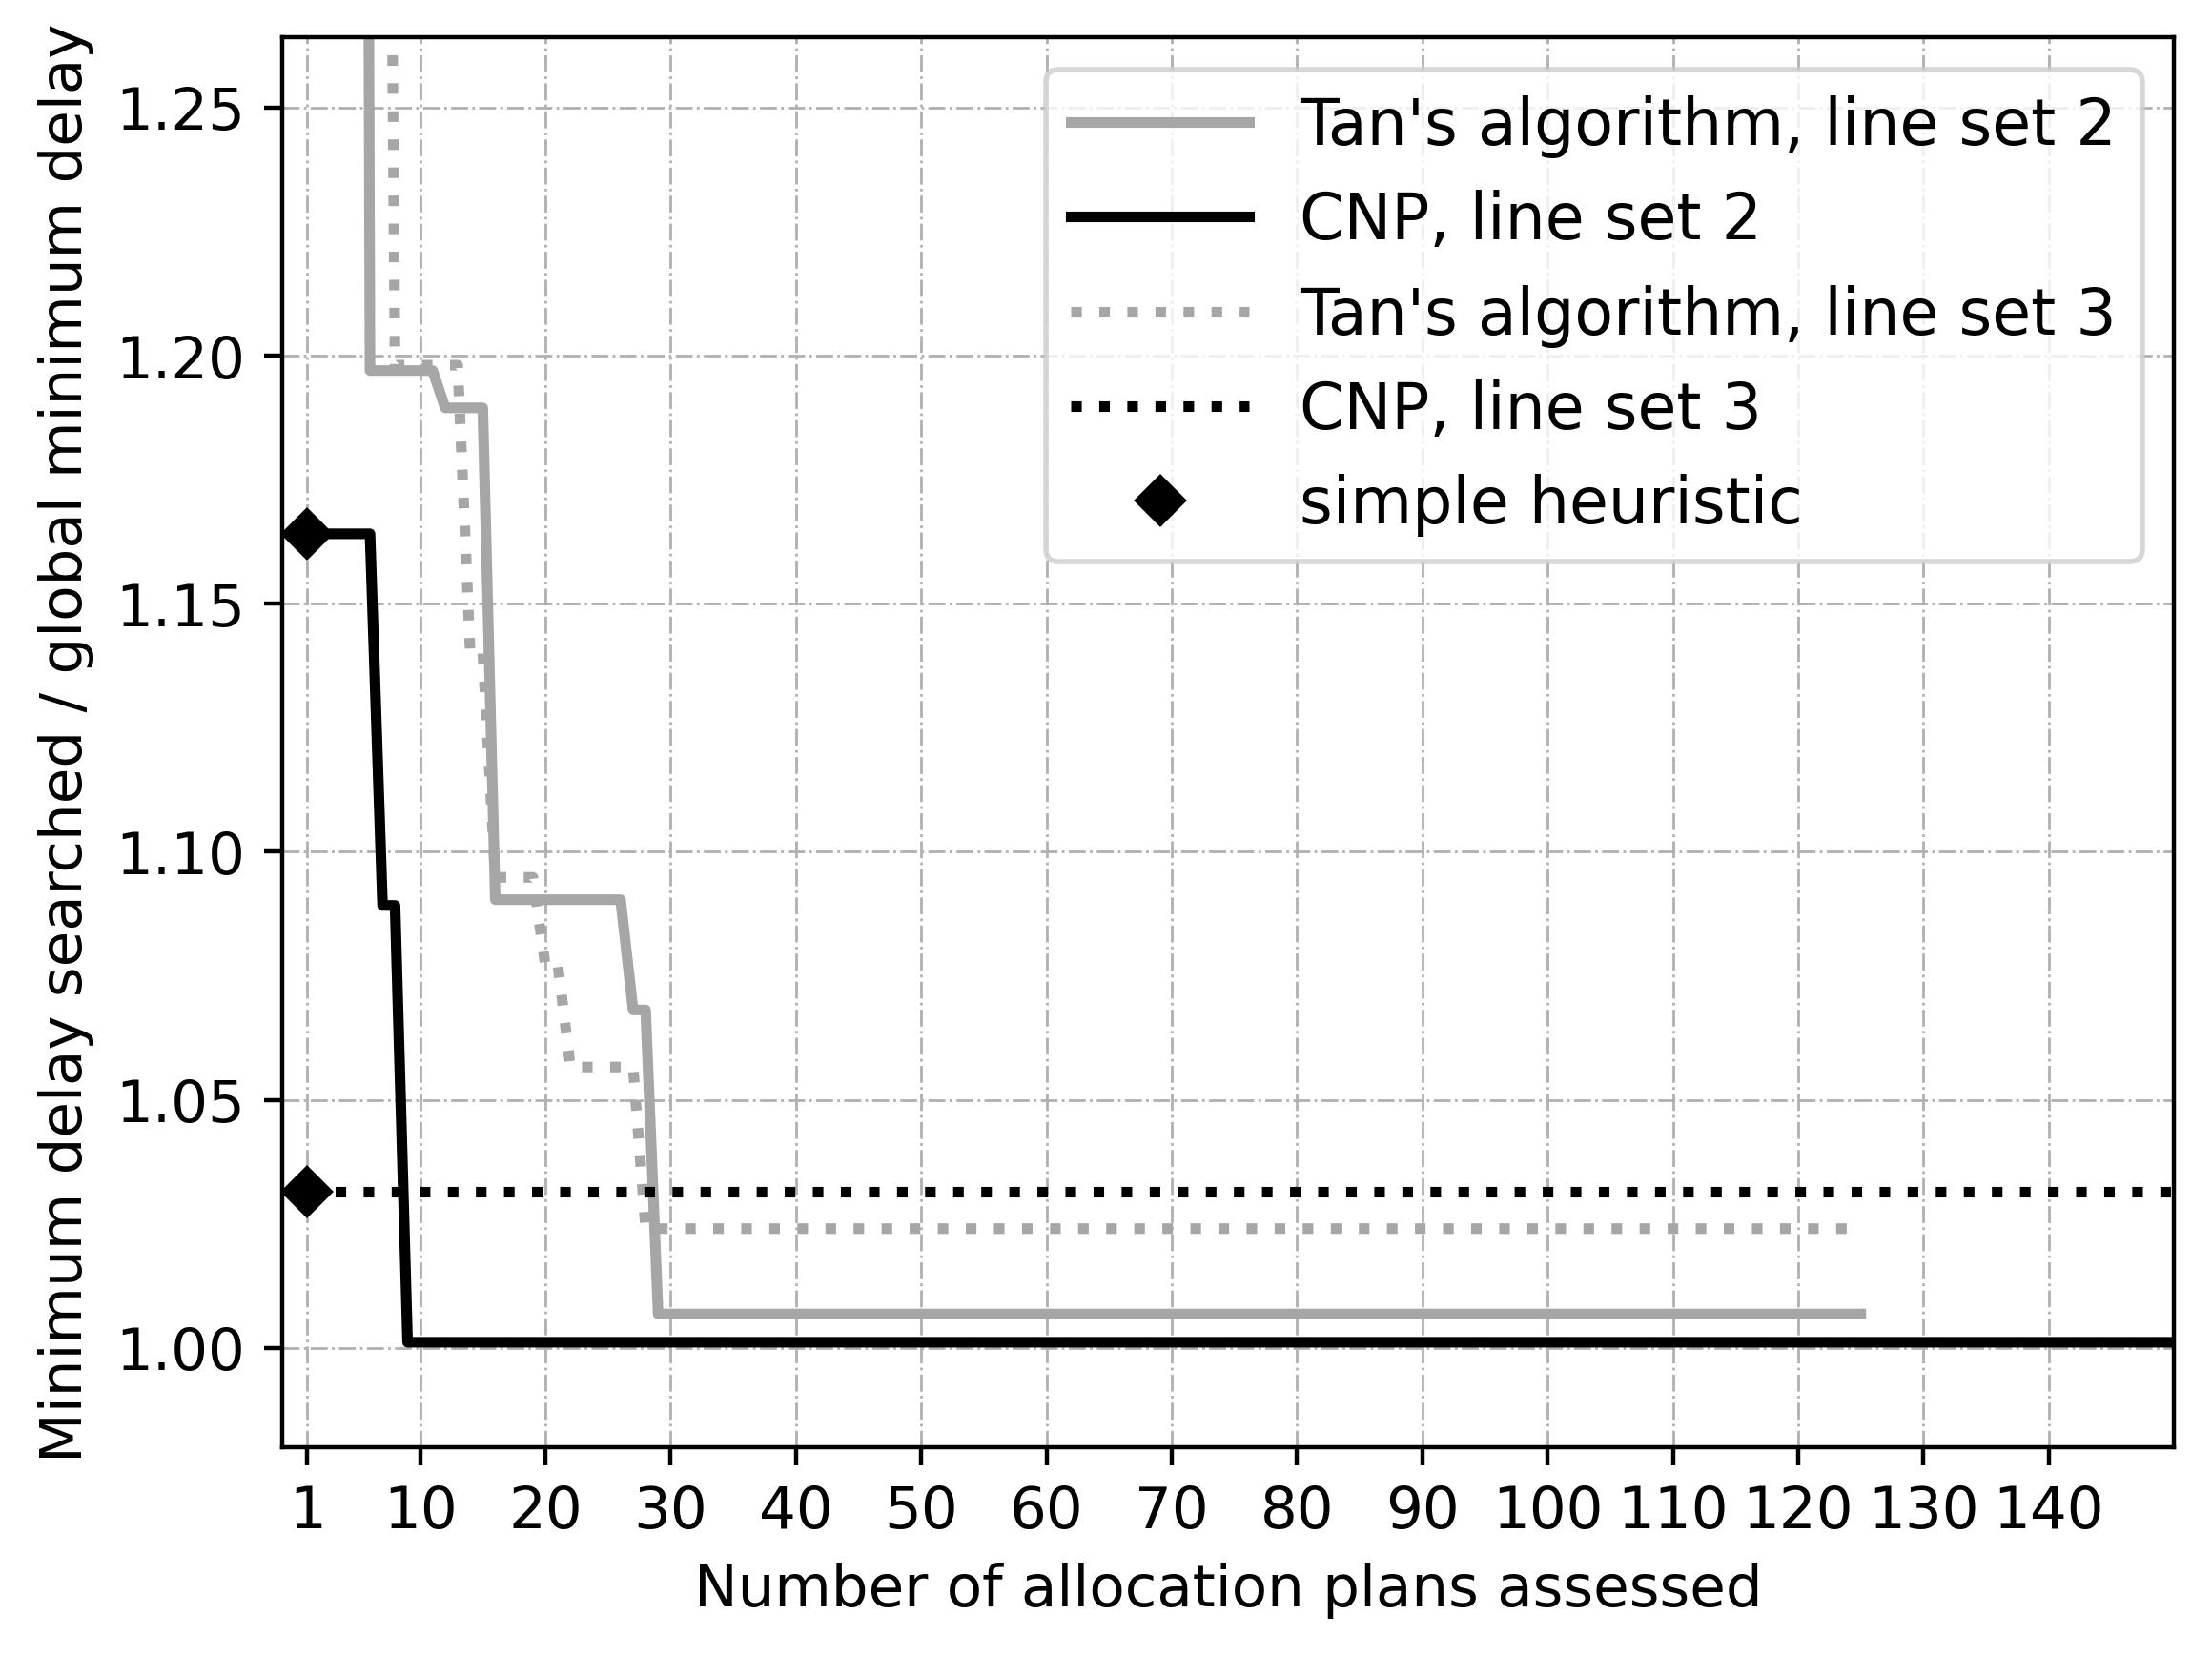 Minimum delay searched / global minimum delay
1.25
1.20
1.15
1.10
1.05
1.00
Tan's algorithm, line set 2
CNP, line set 2
Tan's algorithm, line set 3
CNP, line set 3
simple heuristic
1 10 20 30 40 50 60 70 80 90 100 110 120 130 140
Number of allocation plans assessed